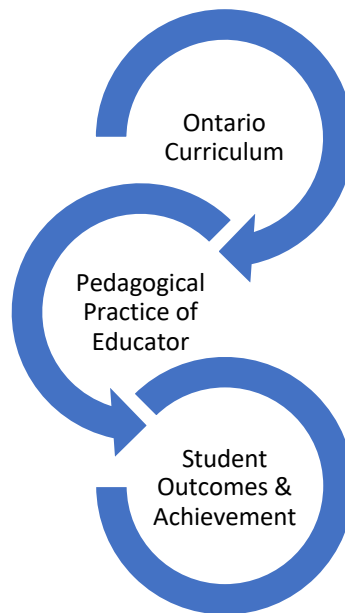 Ontario
Curriculum
Pedagogical
Practice of
Educator
Student
Outcomes &
Achievement